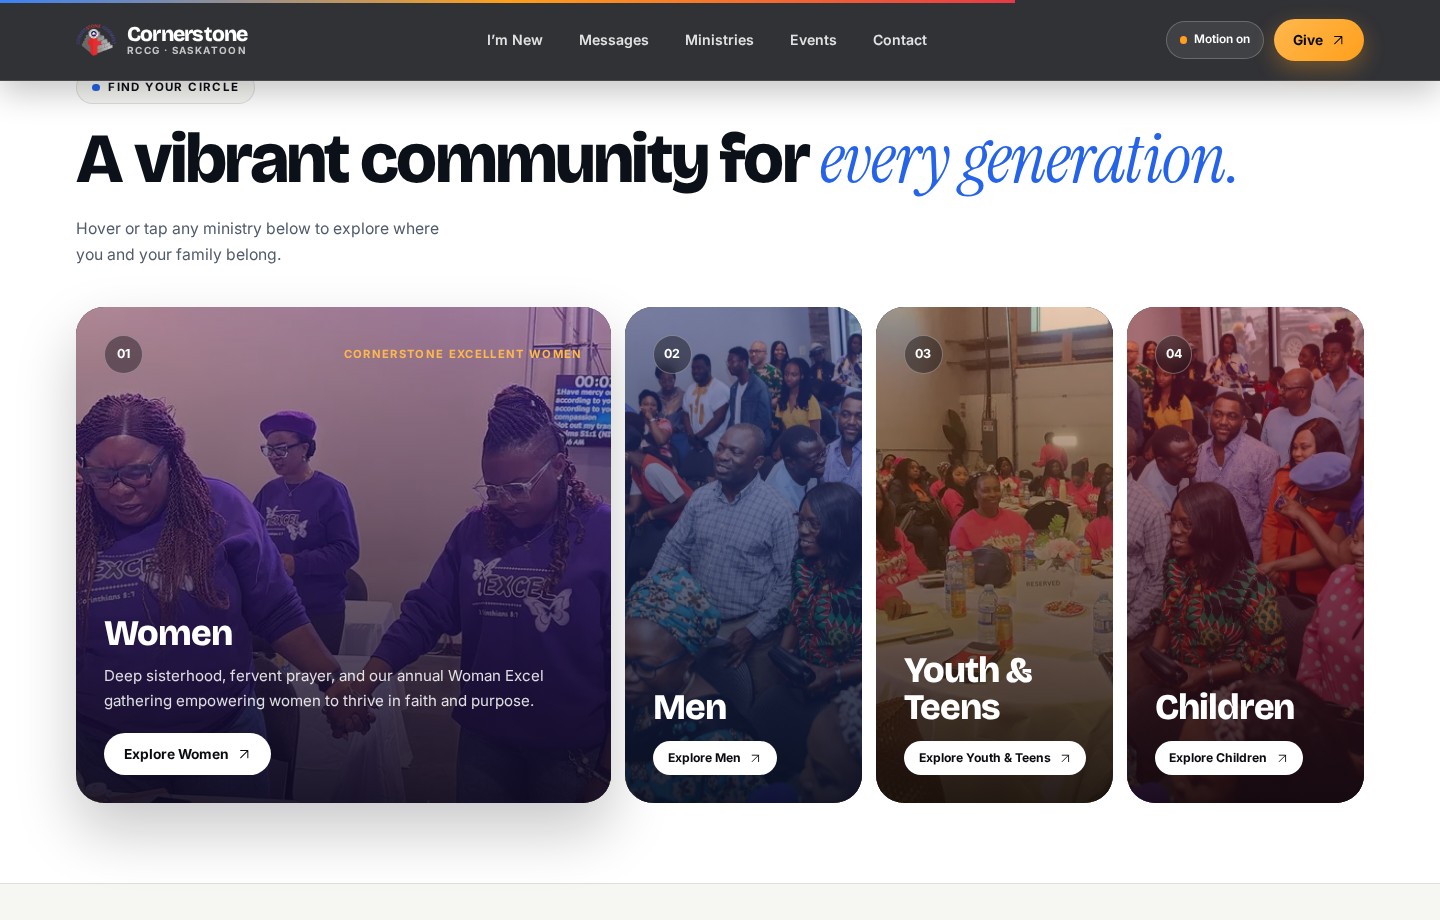 Cornerstone
RCCG · SASKATOON
I’m New
Messages
Ministries
Events
Contact
Motion on
Give
FIND YOUR CIRCLE
A vibrant community for every generation.
Hover or tap any ministry below to explore where
you and your family belong.
01
CORNERSTONE EXCELLENT WOMEN
EXCEL
EXCEL
Women
Deep sisterhood, fervent prayer, and our annual Woman Excel
gathering empowering women to thrive in faith and purpose.
Explore Women
02
Men
Explore Men
03
RESERVED
Youth &
Teens
Explore Youth & Teens
04
Children
Explore Children